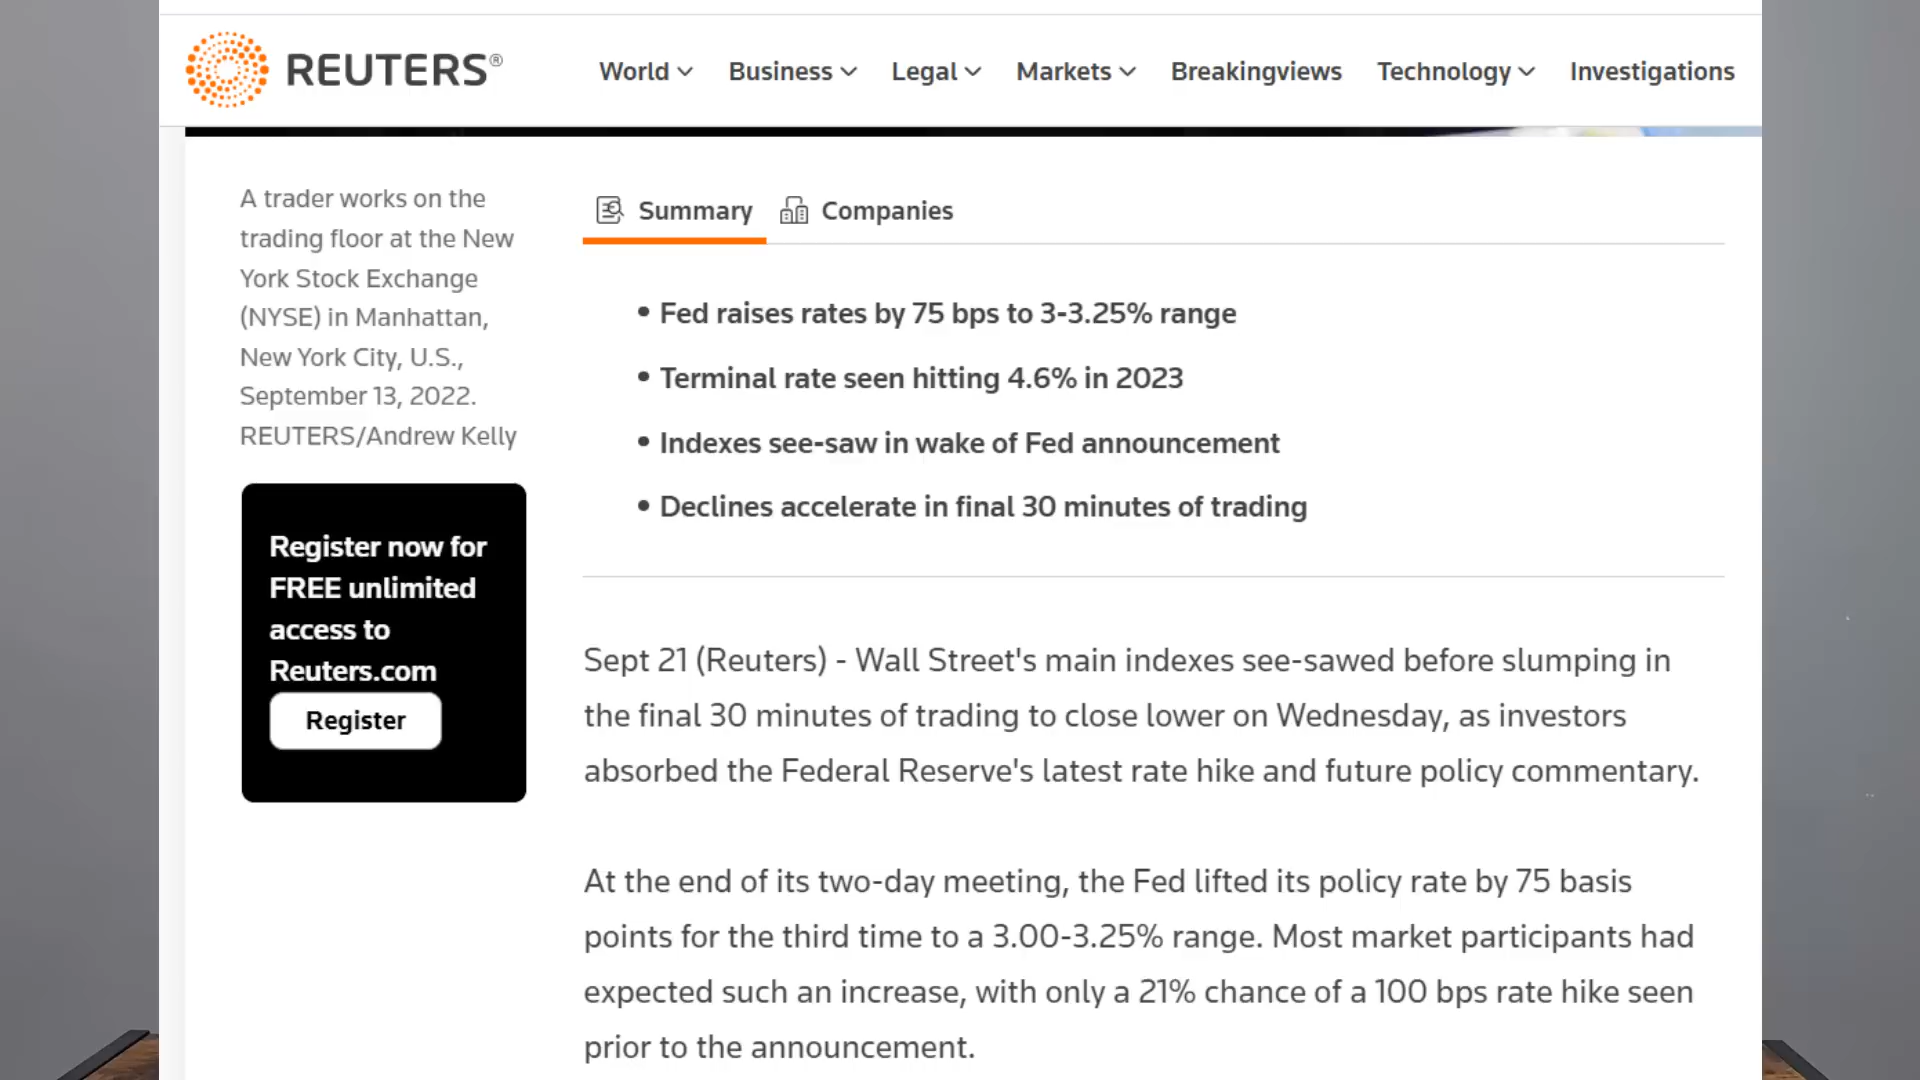 REUTERS®
World Business Legal Markets Breakingviews Technology Investigations
A trader works on the
trading floor at the New
York Stock Exchange
(NYSE) in Manhattan,
New York City, U.S.,
September 13, 2022.
REUTERS/Andrew Kelly
Register now for
FREE unlimited
access to
Reuters.com
Register
Summary Companies
• Fed raises rates by 75 bps to 3-3.25% range
• Terminal rate seen hitting 4.6% in 2023
• Indexes see-saw in wake of Fed announcement
• Declines accelerate in final 30 minutes of trading
Sept 21 (Reuters) - Wall Street's main indexes see-sawed before slumping in
the final 30 minutes of trading to close lower on Wednesday, as investors
absorbed the Federal Reserve's latest rate hike and future policy commentary.
At the end of its two-day meeting, the Fed lifted its policy rate by 75 basis
points for the third time to a 3.00-3.25% range. Most market participants had
expected such an increase, with only a 21% chance of a 100 bps rate hike seen
prior to the announcement.